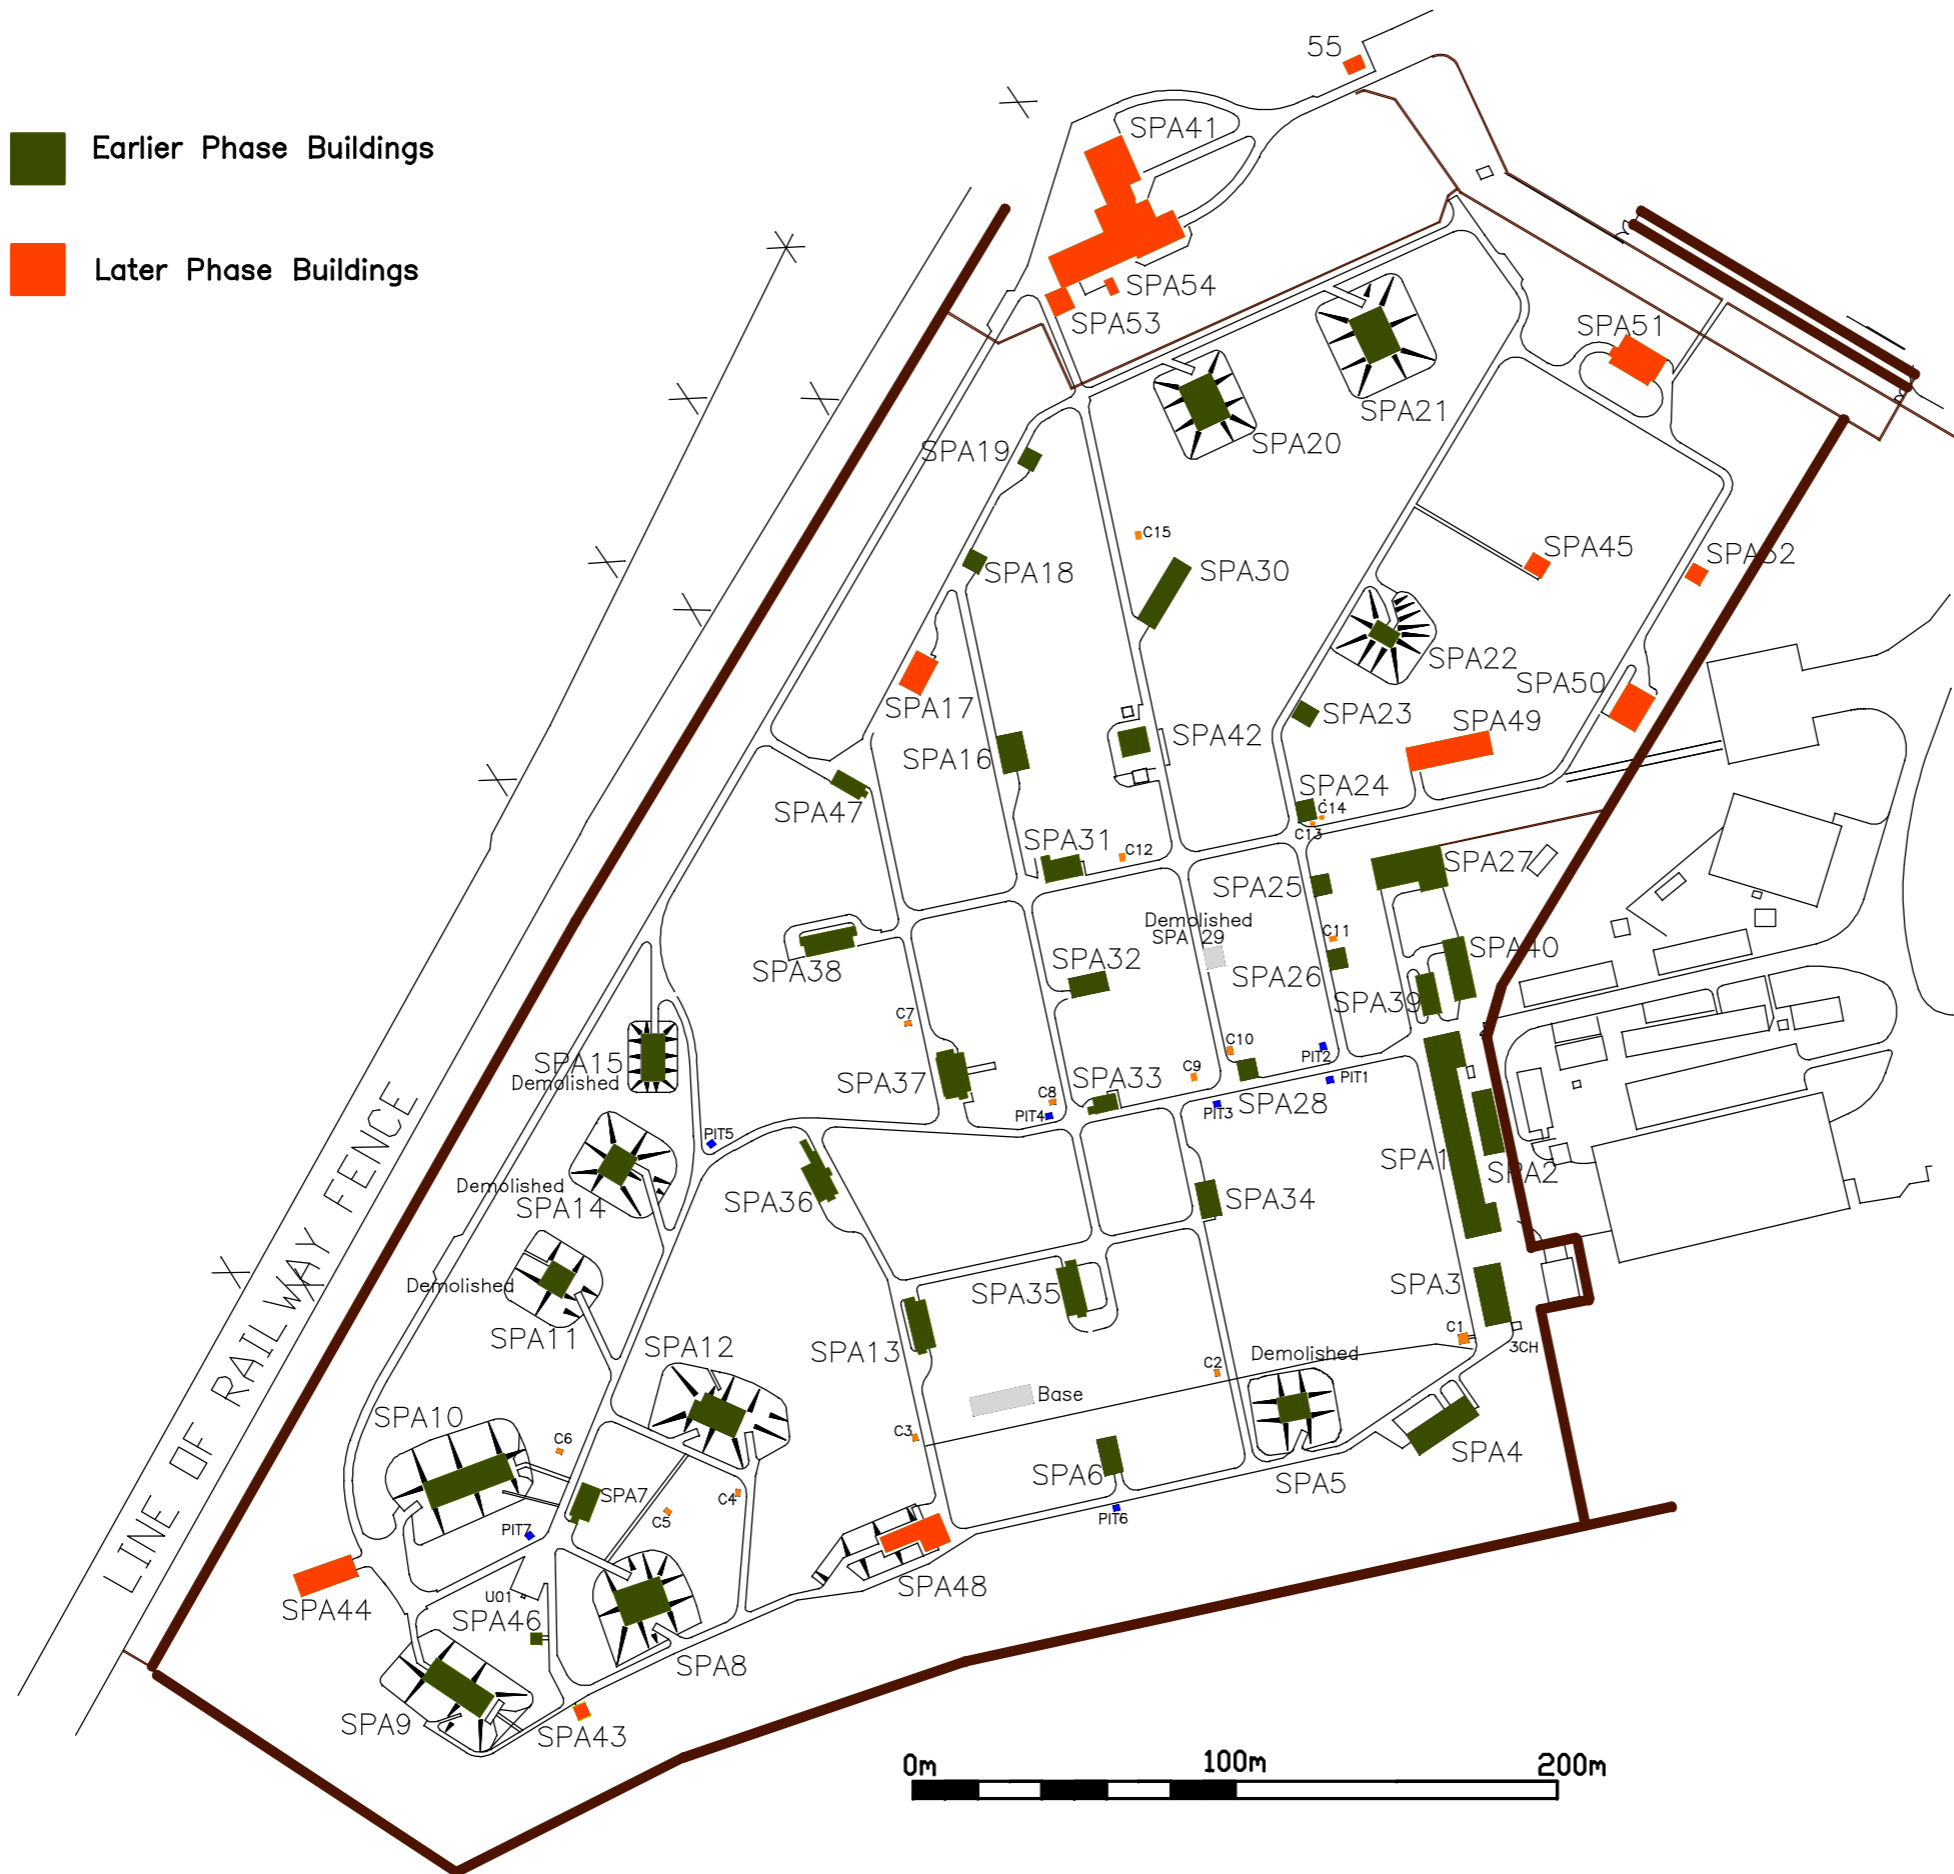 55
SPA41
Earlier Phase Buildings
Later Phase Buildings
SPA54
SPA53
SPA51
SPA21
SPA20
SPA19
C15
SPA45
SPA52
SPA18
SPA30
SPA22
SPA50
SPA17
SPA23
SPA49
SPA42
SPA16
SPA24
SPA47
C14
C13
SPA31
C12
SPA27
SPA25
Demolished
SPA 29
C11
SPA40
SPA38
SPA32
SPA26
SPA39
C7
C10
PIT2
SPA15
Demolished
SPA37
C9
SPA33
PIT1
C8
PIT4
PIT3
SPA28
PIT5
SPA1
SPA2
Demolished
SPA14
SPA36
SPA34
LINE OF RAILWAY FENCE
Demolished
SPA11
SPA35
SPA3
C1
3CH
SPA12
SPA13
C2
Demolished
Base
SPA10
C6
C3
SPA4
SPA6
SPA5
SPA7
C4
C5
PIT7
PIT6
SPA48
U01
SPA44
SPA46
SPA8
SPA9
SPA43
0m
100m
200m